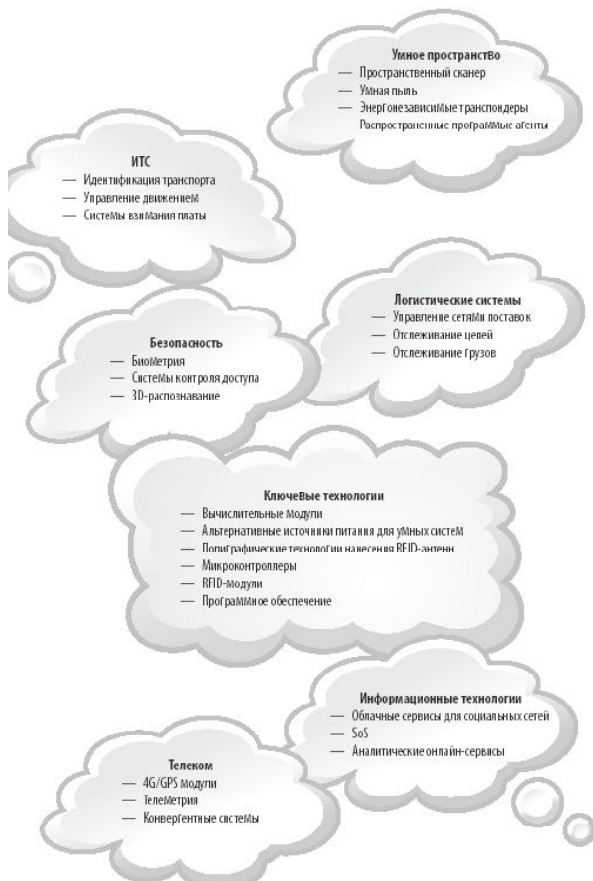 Умное пространство
— Пространственный сканер
— Умная пыль
— Энергонезависимые транспондеры
Распространенные программые агенты
ИТС
— Идентификация транспорта
— Управление движением
— Системы взимания платы
Логистические системы
— Управление сетями поставок
— Отслеживание цепей
— Отслеживание грузов
Безопасность
— Биометрия
— Системы контроля доступа
— 3D-распознавание
Ключевые технологии
— Вычислительные модули
— Альтернативные источники питания для умных систем
— Полиграфические технологии нанесения RFID-антенн
— Микроконтроллеры
— RFID-модули
— Программное обеспечение
Информационные технологии
— Облачные сервисы для социальных сетей
— SoS
— Аналитические онлайн-сервисы
Телеком
— 4G/GPS модули
— Телеметрия
— Конвергентные системы